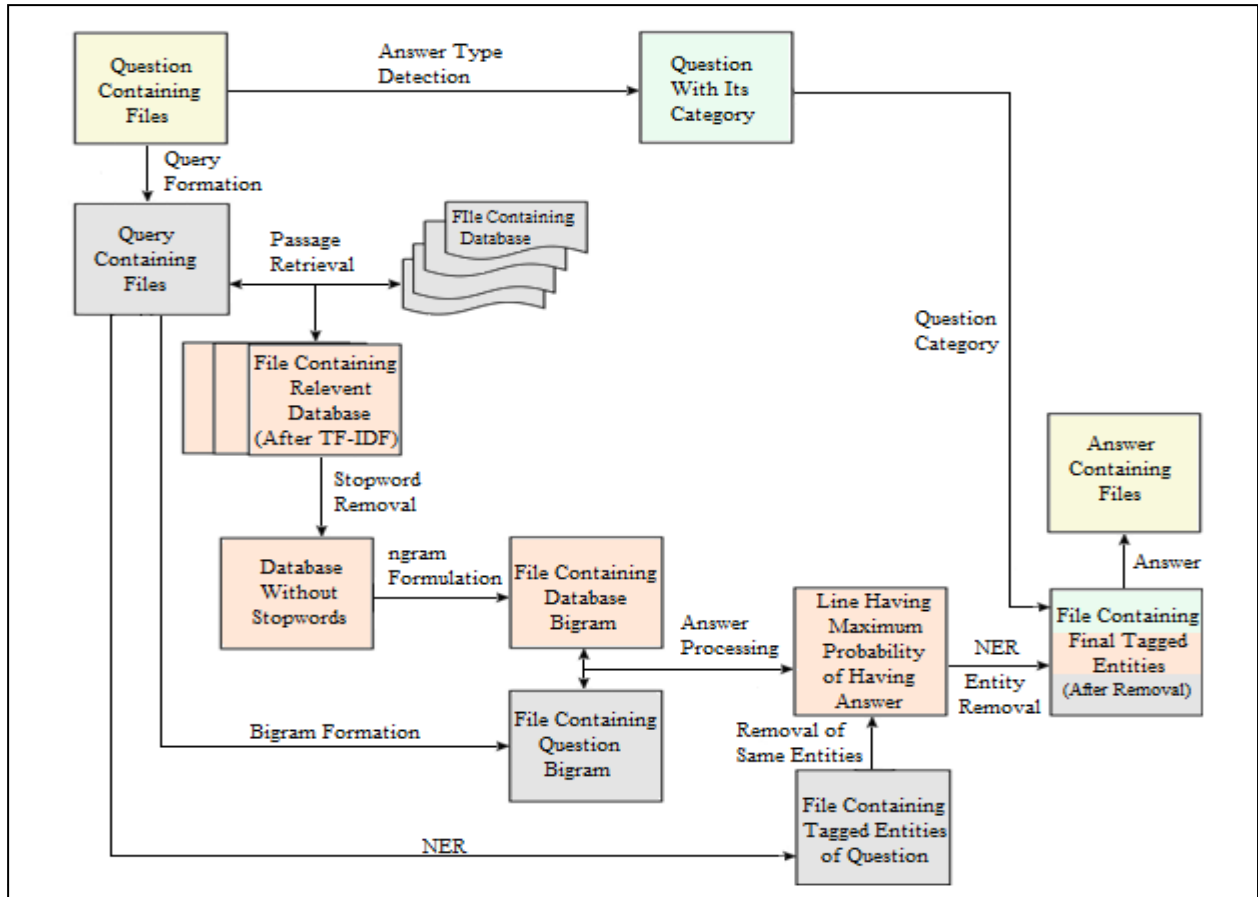 Question
Containing
Files
Answer Type
Detection
Question
With Its
Category
Query
Formation
Query
Containing
Files
Passage
Retrieval
FIle Containing
Database
Question
Category
File Containing
Relevent
Database
(After TF-IDF)
Stopword
Removal
Database
Without
Stopwords
ngram
Formulation
File Containing
Database
Bigram
Answer
Processing
Line Having
Maximum
Probability
of Having
Answer
NER
Entity
Removal
File Containing
Final Tagged
Entities
(After Removal)
Answer
Answer
Containing
Files
Bigram Formation
File Containing
Question
Bigram
Removal of
Same Entities
File Containing
Tagged Entities
of Question
NER